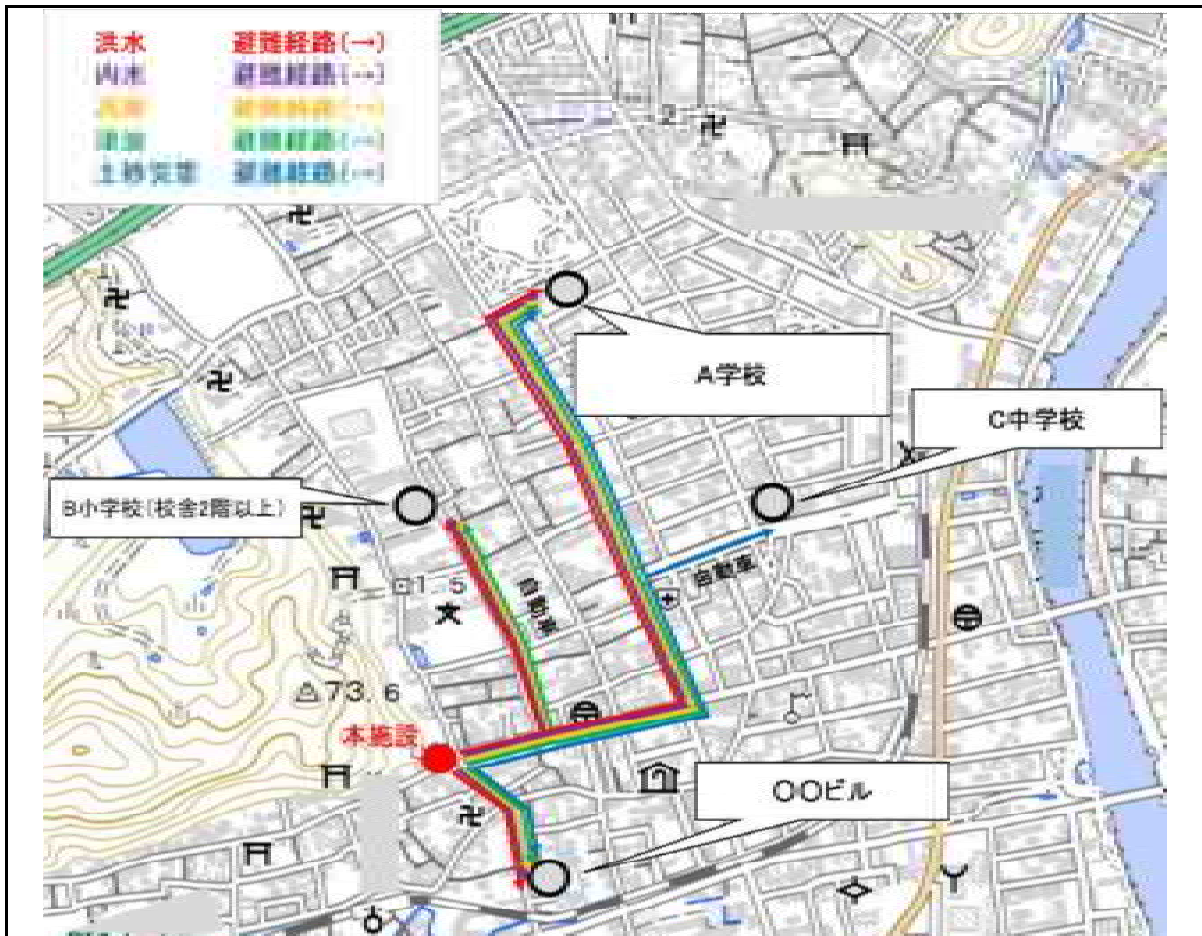 洪水 避難経路(→)
内水 避難経路(→)
高潮 避難経路(→)
津波 避難経路(→)
土砂災害 避難経路(→)
A学校
C中学校
B小学校(校舎2階以上)
自動車
自動車
73.6
本施設
〇〇ビル